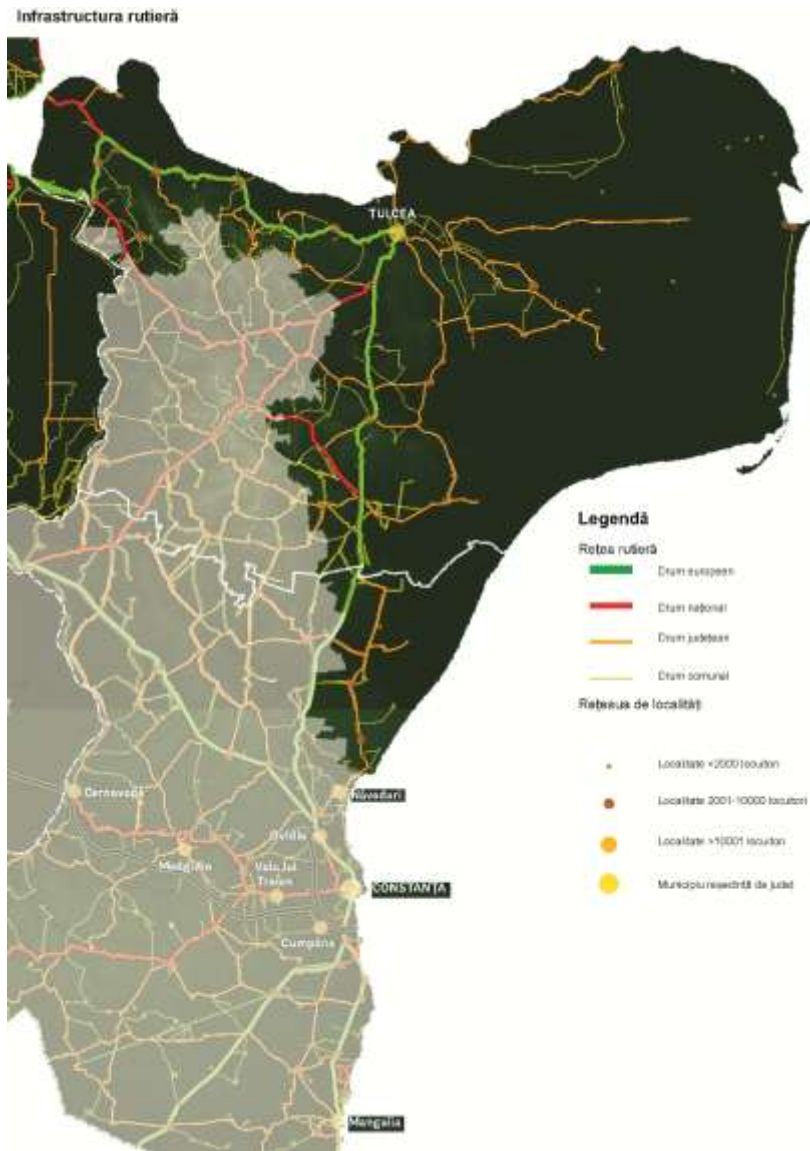 Infrastructura rutieră
TULCEA
Legendă
Rețea rutieră
Drum european
Drum național
Drum județean
Drum comunal
Rețeaua de localități
Localitate <2000 locuitori
Localitate 2001-10000 locuitori
Localitate >10001 locuitori
Municipiu reședință de județ
Cernavodă
Năvodari
Ovidiu
Medgidia
Valu lui
Traian
CONSTANȚA
Cumpăna
Mangalia